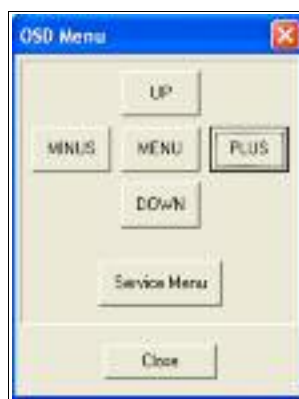 OSD Menu
UP
MINUS MENU PLUS
DOWN
Service Menu
Close